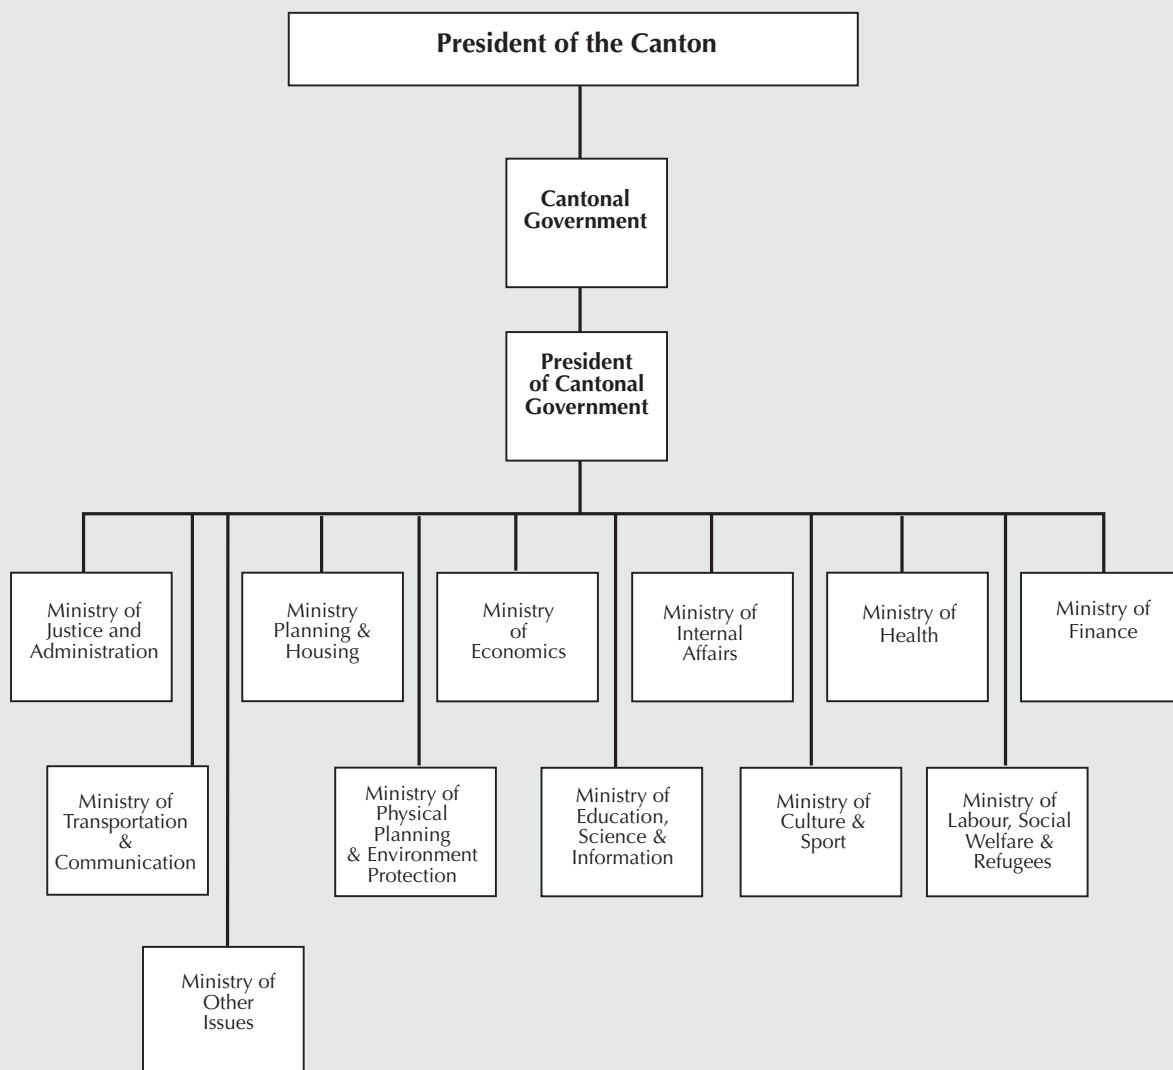 President of the Canton
Cantonal
Government
President
of Cantonal
Government
Ministry of
Justice and
Administration
Ministry
Planning &
Housing
Ministry
of
Economics
Ministry of
Internal
Affairs
Ministry of
Health
Ministry of
Finance
Ministry of
Transportation
&
Communication
Ministry of
Physical
Planning
& Environment
Protection
Ministry of
Education,
Science &
Information
Ministry of
Culture &
Sport
Ministry of
Labour, Social
Welfare &
Refugees
Ministry of
Other
Issues